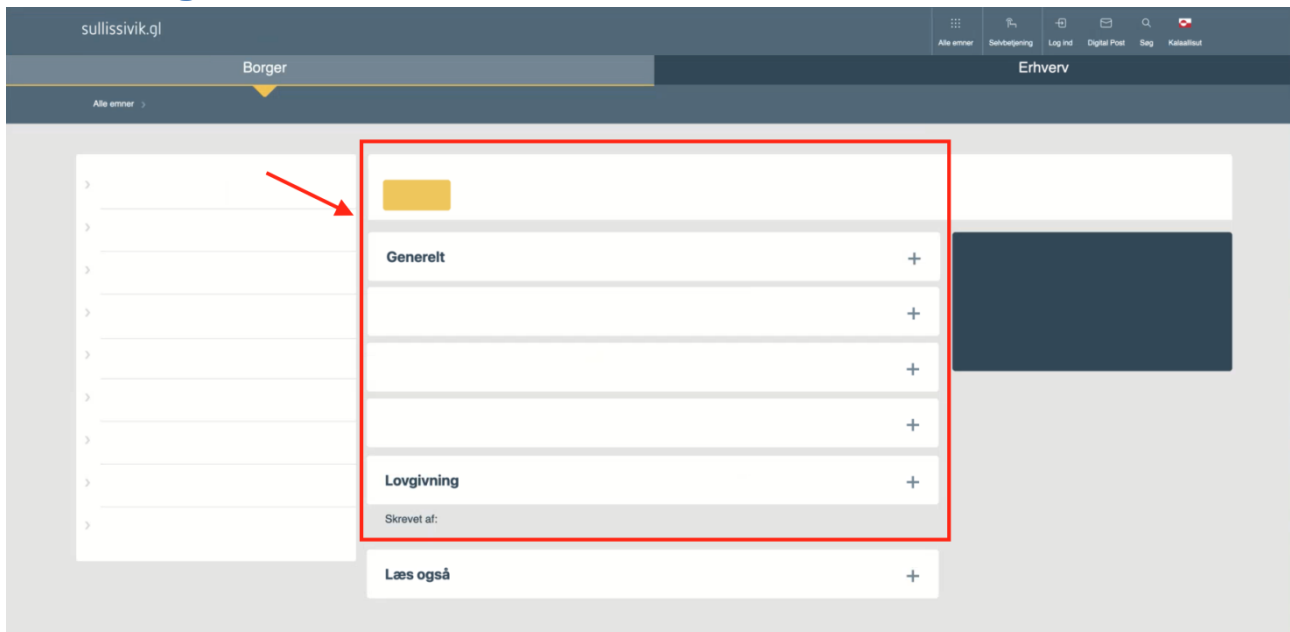 sullissivik.gl
Alle emner Selvbetjening Log ind Digital Post Søg Kalaallisut
Borger Erhverv
Alle emner
Generelt
Lovgivning
Skrevet af:
Læs også